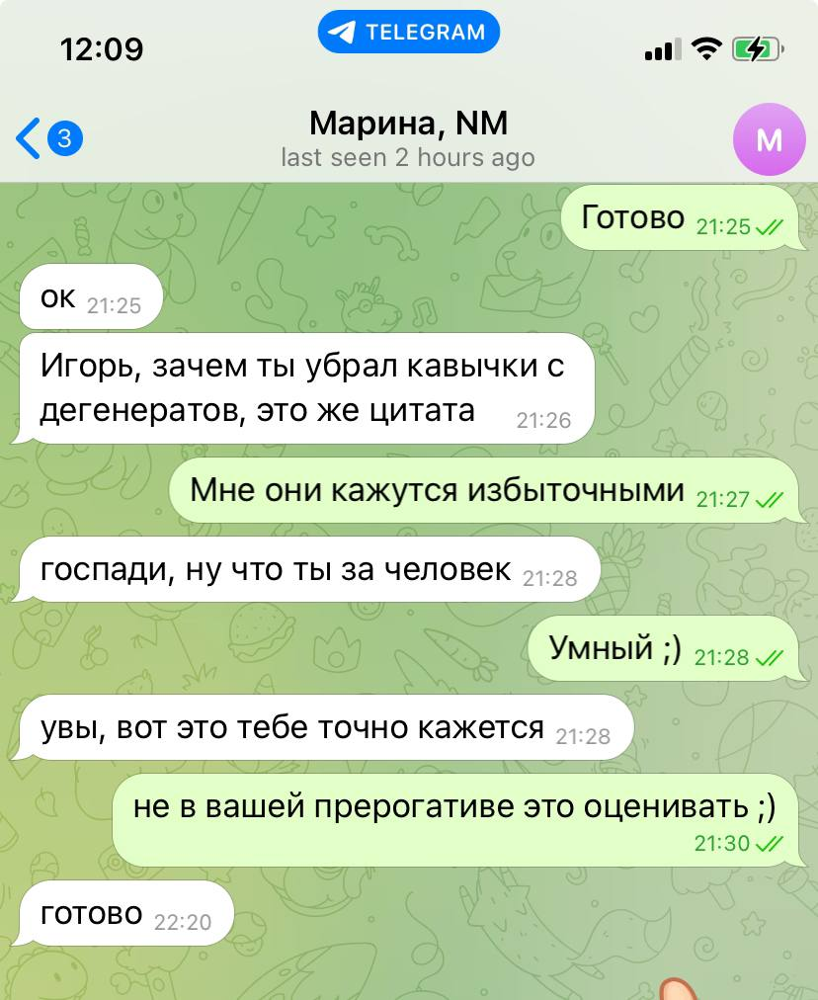 12:09
TELEGRAM
3
Марина, NM
last seen 2 hours ago
М
Готово 21:25
ок 21:25
Игорь, зачем ты убрал кавычки с
дегенератов, это же цитата 21:26
Мне они кажутся избыточными 21:27
госпади, ну что ты за человек 21:28
Умный ;) 21:28
увы, вот это тебе точно кажется 21:28
не в вашей прерогативе это оценивать ;)
21:30
готово 22:20